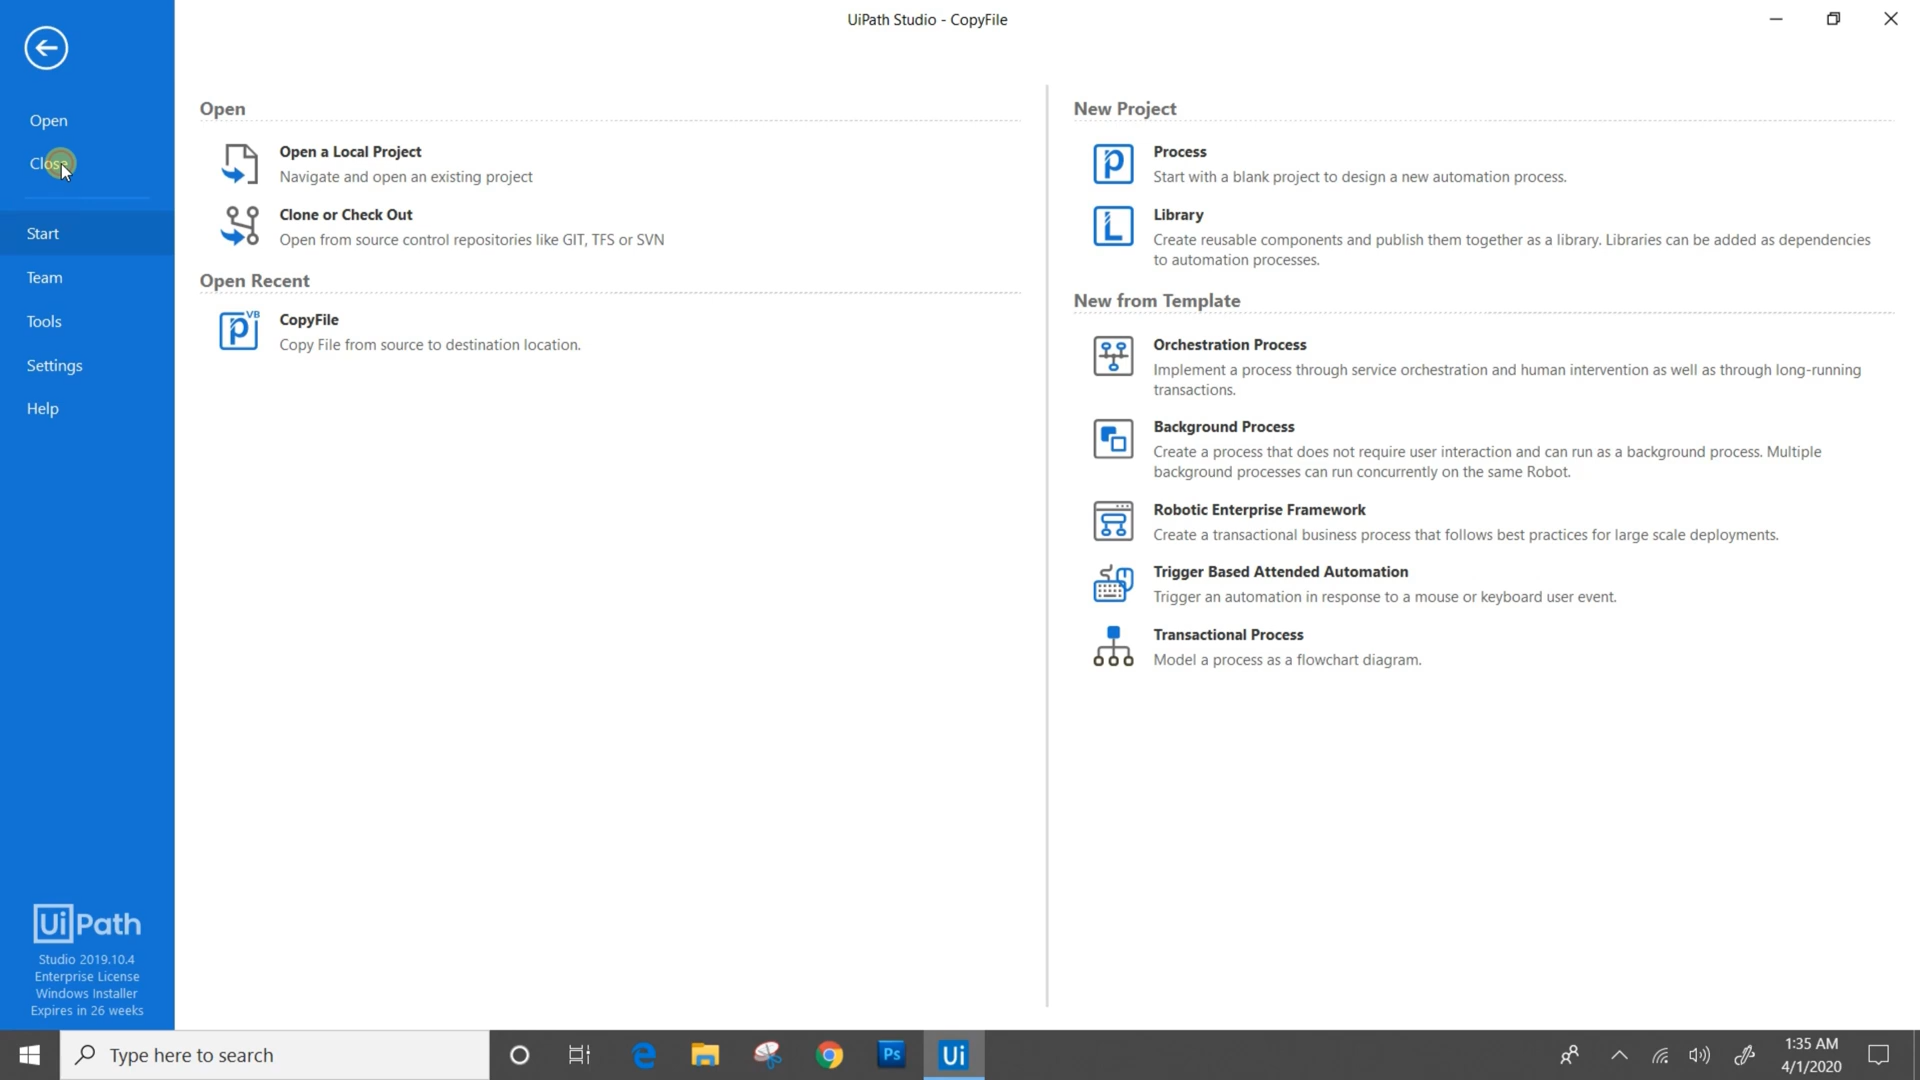 UiPath Studio - CopyFile
Open
Close
Start
Team
Tools
Settings
Help
UiPath
Studio 2019.10.4
Enterprise License
Windows Installer
Expires in 26 weeks
Open
Open a Local Project
Navigate and open an existing project
Clone or Check Out
Open from source control repositories like GIT, TFS or SVN
Open Recent
VB
CopyFile
Copy File from source to destination location.
New Project
Process
Start with a blank project to design a new automation process.
Library
Create reusable components and publish them together as a library. Libraries can be added as dependencies
to automation processes.
New from Template
Orchestration Process
Implement a process through service orchestration and human intervention as well as through long-running
transactions.
Background Process
Create a process that does not require user interaction and can run as a background process. Multiple
background processes can run concurrently on the same Robot.
Robotic Enterprise Framework
Create a transactional business process that follows best practices for large scale deployments.
Trigger Based Attended Automation
Trigger an automation in response to a mouse or keyboard user event.
Transactional Process
Model a process as a flowchart diagram.
Type here to search
Ps
Ui
1:35 AM
4/1/2020